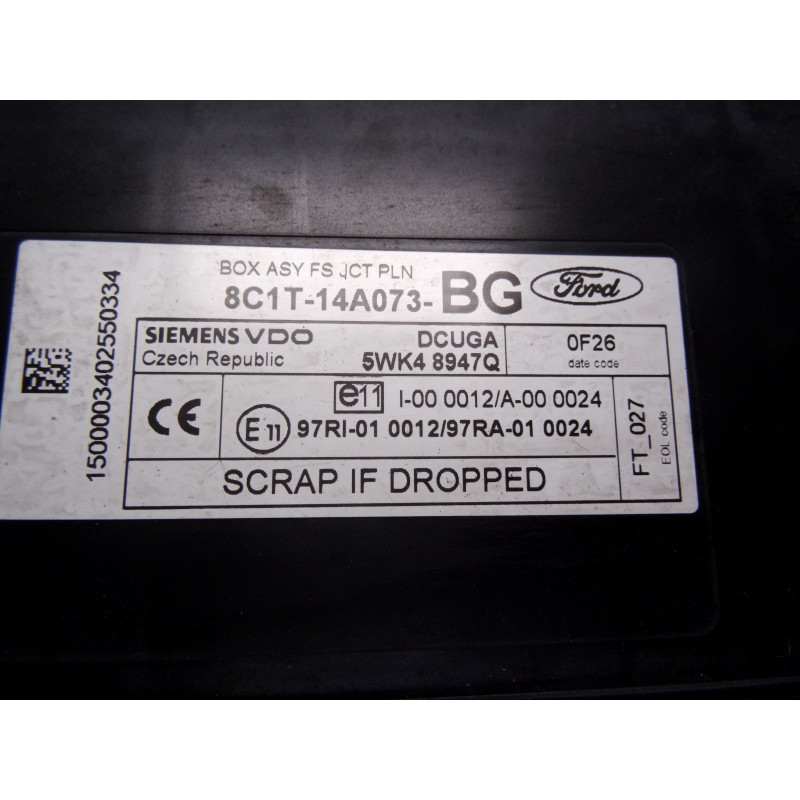 BOX ASY FS JCT PLN
8C1T-14A073-BG
Ford
SIEMENS VDO
Czech Republic
DCUGA
5WK4 8947Q
0F26
date code
e11 I-00 0012/A-00 0024
E11 97RI-01 0012/97RA-01 0024
CE
SCRAP IF DROPPED
FT_027
EOL code
1500003402550334